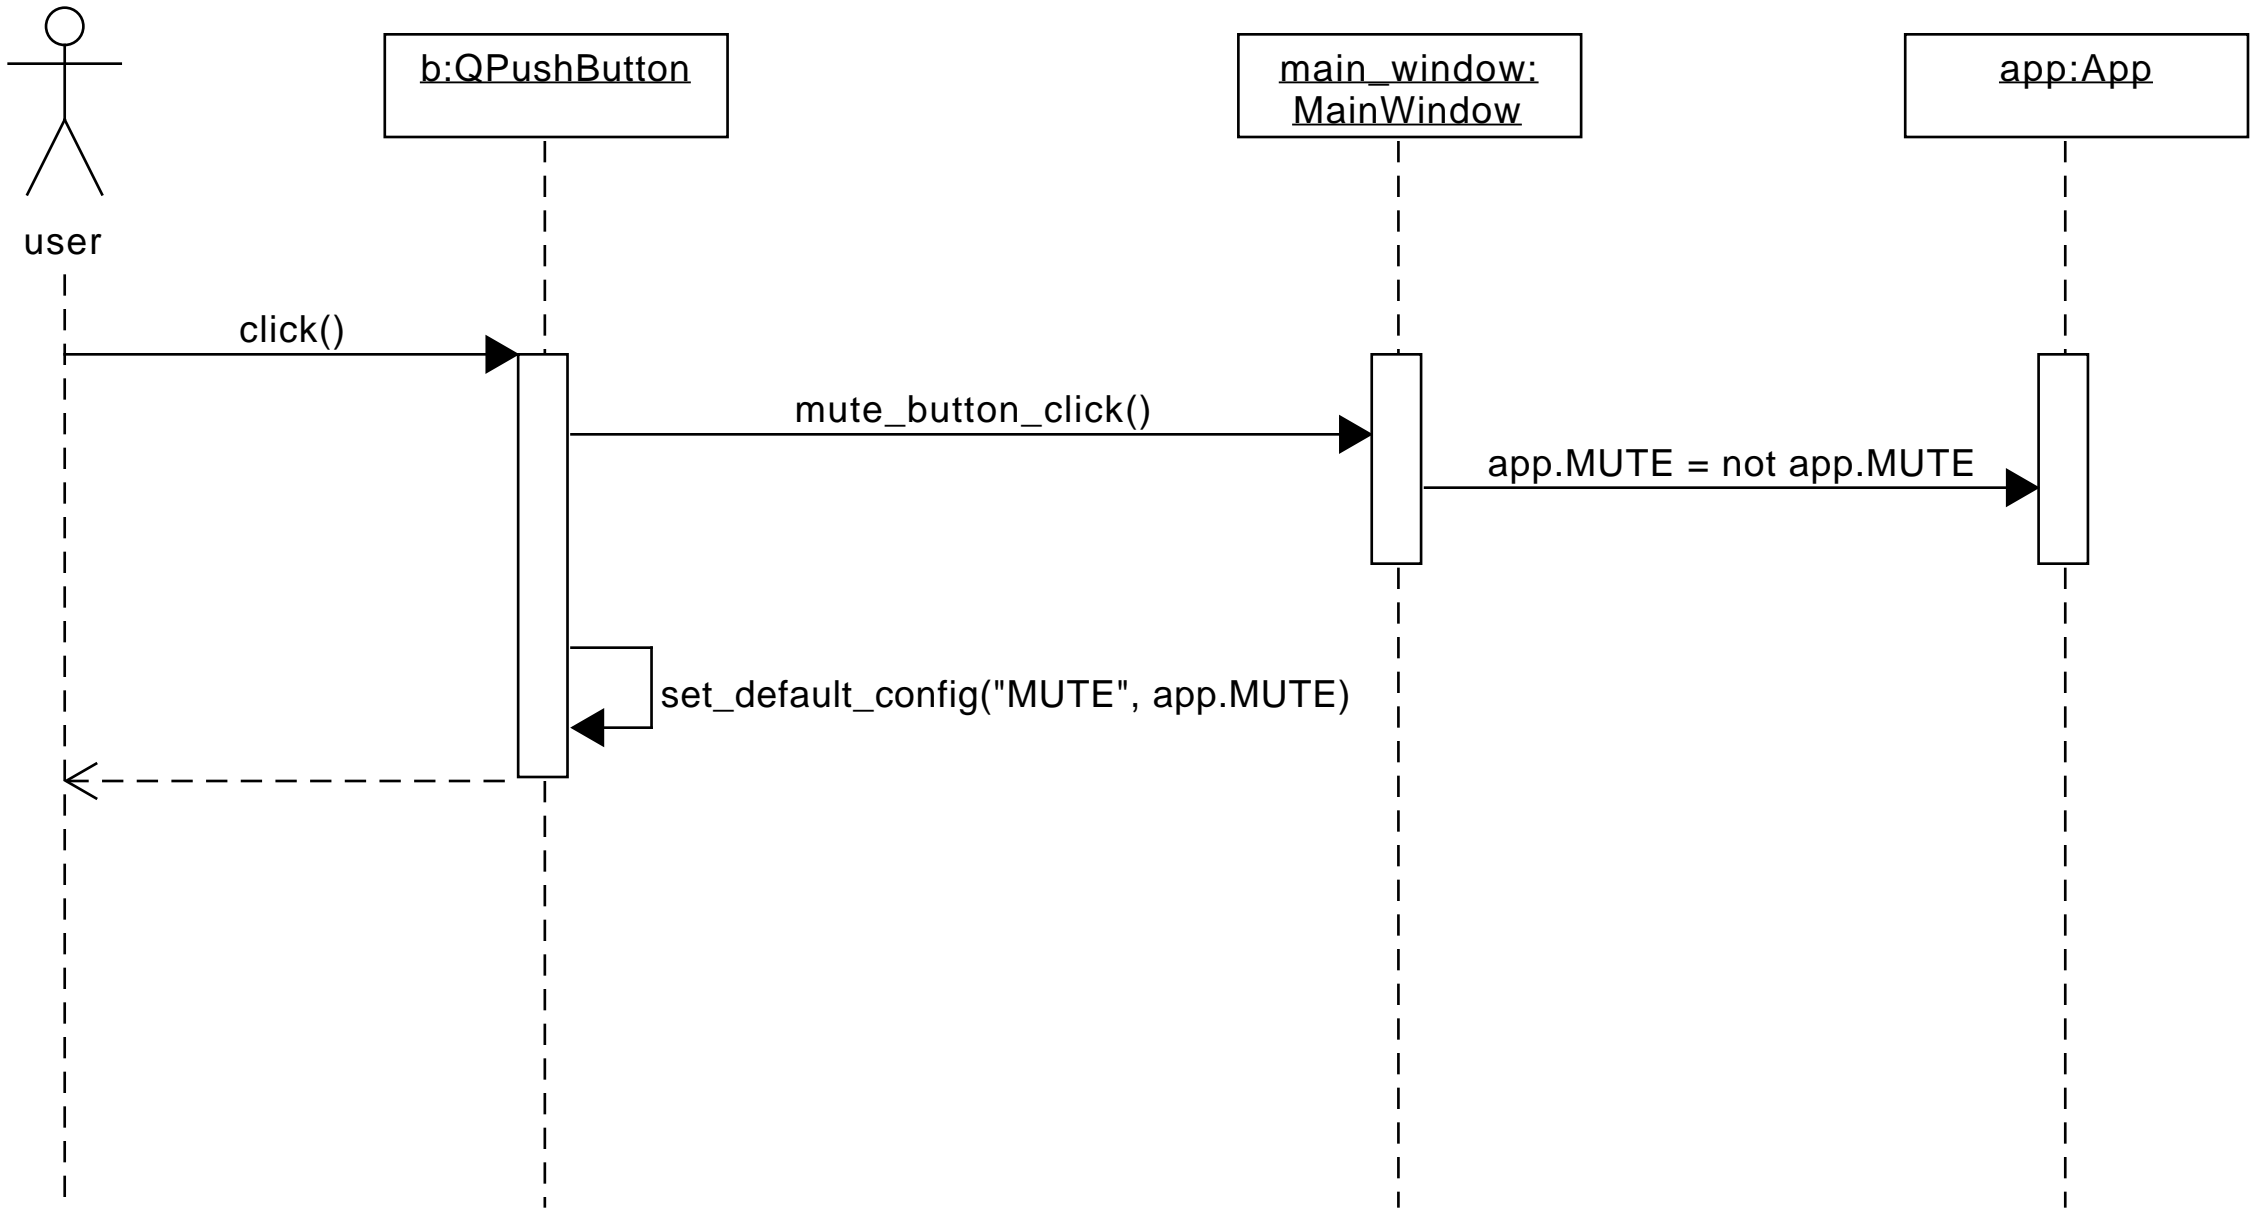 b:QPushButton
main_window:
MainWindow
app:App
user
click()
mute_button_click()
app.MUTE = not app.MUTE
set_default_config("MUTE", app.MUTE)